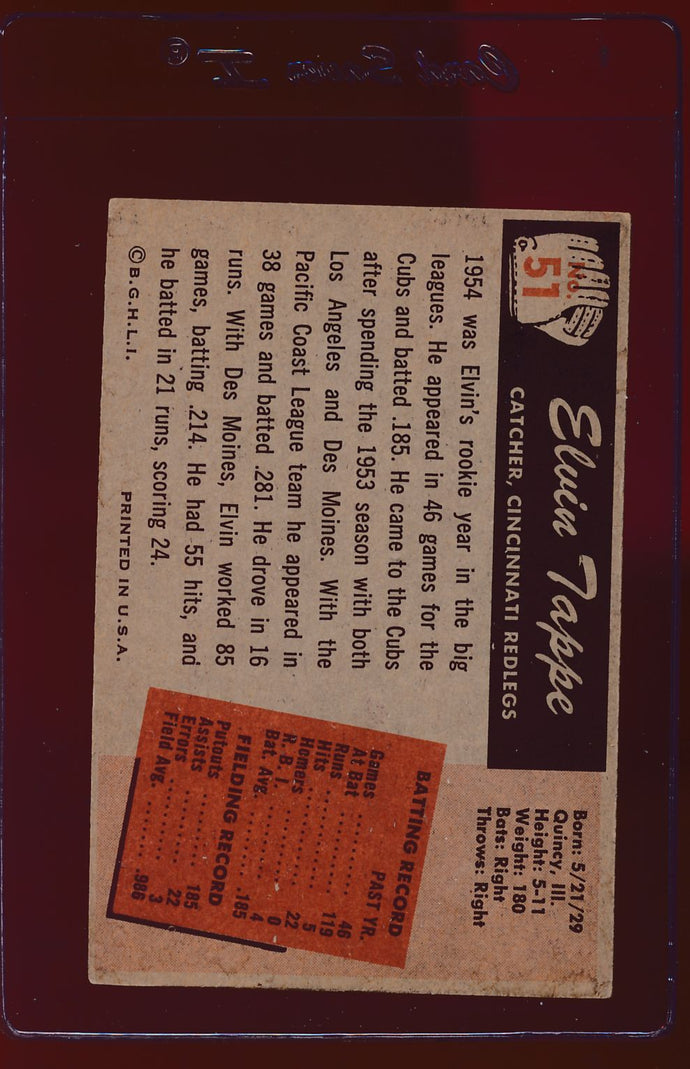 Card Saver II®
NO.
51
Elvin Tappe
CATCHER, CINCINNATI REDLEGS
Born: 5/21/29
Quincy, Ill.
Height: 5-11
Weight: 180
Bats: Right
Throws: Right
1954 was Elvin's rookie year in the big
leagues. He appeared in 46 games for the
Cubs and batted .185. He came to the Cubs
after spending the 1953 season with both
Los Angeles and Des Moines. With the
Pacific Coast League team he appeared in
38 games and batted .281. He drove in 16
runs. With Des Moines, Elvin worked 85
games, batting .214. He had 55 hits, and
he batted in 21 runs, scoring 24.
©B.G.H.L.I.
PRINTED IN U.S.A.
BATTING RECORD
PAST YR.
Games ........ 46
At Bat ........ 119
Runs ........ 5
Hits ........ 22
Homers ........ 0
R. B. I. ........ 4
Bat. Avg. ........ .185
FIELDING RECORD
Putouts ........ 185
Assists ........ 22
Errors ........ 3
Field Avg. ........ .986